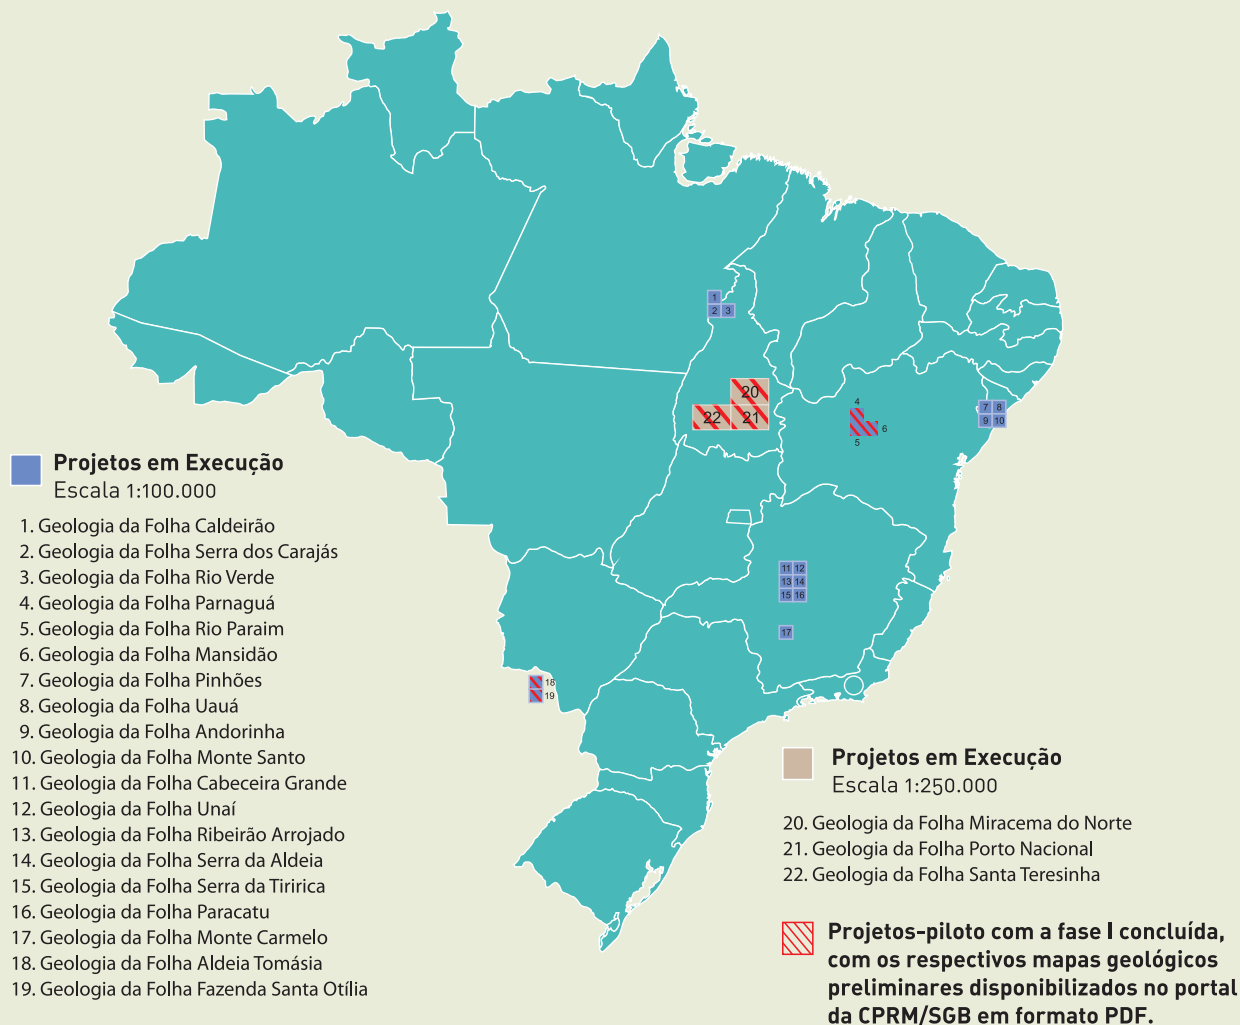 1
2 3
20
22 21
4
6
5
7 8
9 10
11 12
13 14
15 16
17
18
19
Projetos em Execução
Escala 1:100.000
1. Geologia da Folha Caldeirão
2. Geologia da Folha Serra dos Carajás
3. Geologia da Folha Rio Verde
4. Geologia da Folha Parnaguá
5. Geologia da Folha Rio Paraim
6. Geologia da Folha Mansidão
7. Geologia da Folha Pinhões
8. Geologia da Folha Uauá
9. Geologia da Folha Andorinha
10. Geologia da Folha Monte Santo
11. Geologia da Folha Cabeceira Grande
12. Geologia da Folha Unaí
13. Geologia da Folha Ribeirão Arrojado
14. Geologia da Folha Serra da Aldeia
15. Geologia da Folha Serra da Tiririca
16. Geologia da Folha Paracatu
17. Geologia da Folha Monte Carmelo
18. Geologia da Folha Aldeia Tomásia
19. Geologia da Folha Fazenda Santa Otília
Projetos em Execução
Escala 1:250.000
20. Geologia da Folha Miracema do Norte
21. Geologia da Folha Porto Nacional
22. Geologia da Folha Santa Teresinha
Projetos-piloto com a fase I concluída,
com os respectivos mapas geológicos
preliminares disponibilizados no portal
da CPRM/SGB em formato PDF.